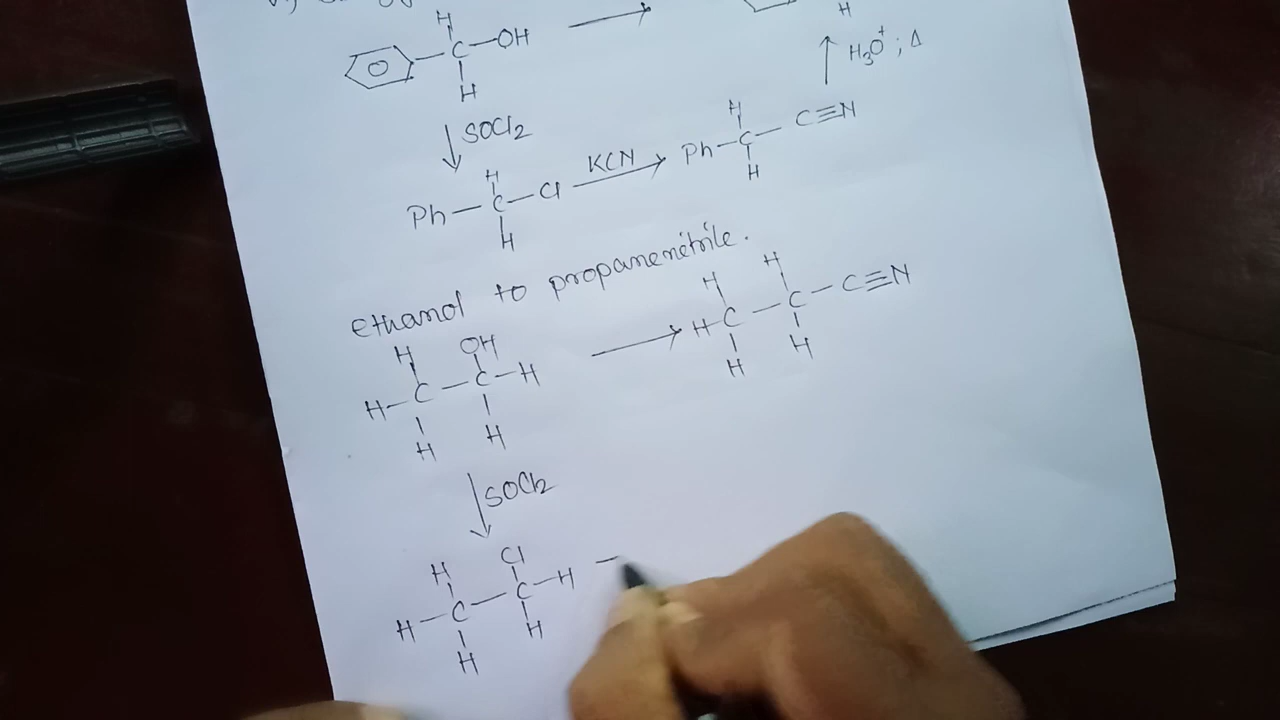 H
C—OH
H
H
H₃O⁺ ; Δ
SOCl₂
H
Ph—C—C≡N
H
H
Ph—C—Cl
H
KCN
ethanol to propanenitrile.
H OH
H—C—C—H
H H
H H
H—C—C—C≡N
H H
SOCl₂
H Cl
H—C—C—H
H H